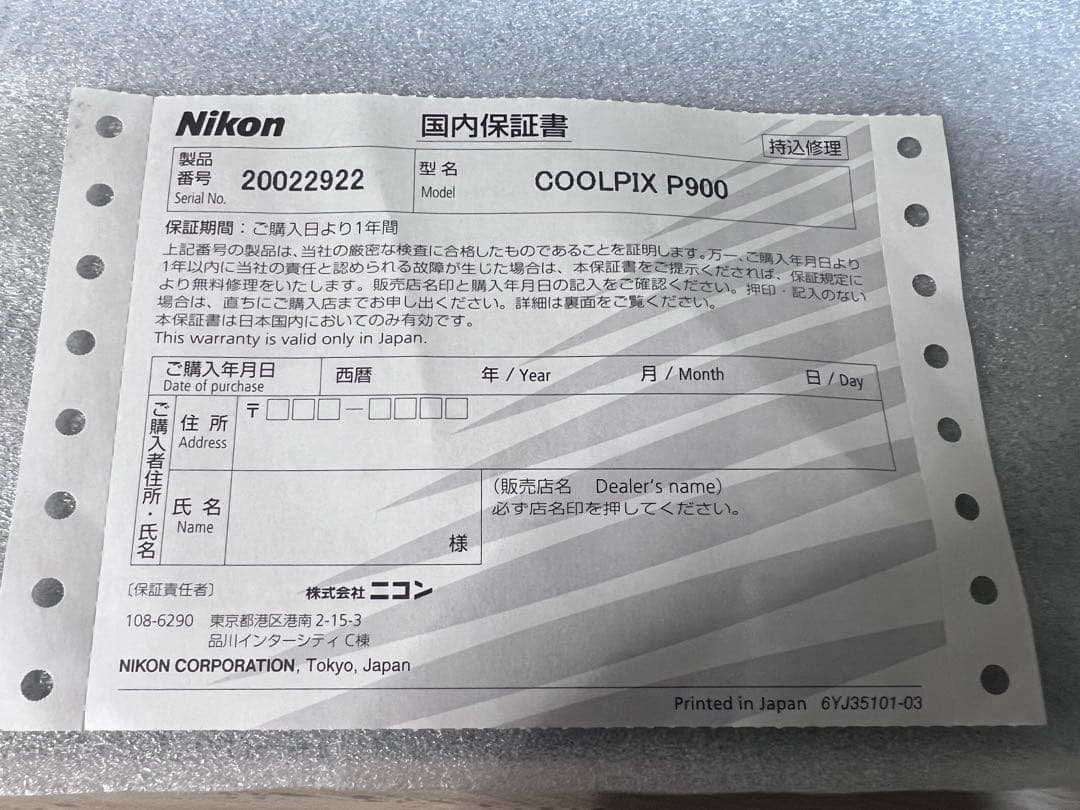 Nikon
国内保証書
持込修理
製品
番号
Serial No.
20022922
型名
Model
COOLPIX P900
保証期間：ご購入日より1年間
上記番号の製品は、当社の厳密な検査に合格したものであることを証明します。万一、ご購入年月日より
1年以内に当社の責任と認められる故障が生じた場合は、本保証書をご提示くだされば、保証規定に
より無料修理をいたします。販売店名印と購入年月日の記入をご確認ください。押印・記入のない
場合は、直ちにご購入店までお申し出ください。詳細は裏面をご覧ください。
本保証書は日本国内においてのみ有効です。
This warranty is valid only in Japan.
ご購入年月日
Date of purchase
西暦 年 / Year 月 / Month 日 / Day
ご購入者住所・氏名
住所
Address
〒□□□－□□□□
氏名
Name
様
（販売店名 Dealer's name）
必ず店名印を押してください。
〔保証責任者〕
株式会社ニコン
108-6290 東京都港区港南 2-15-3
品川インターシティ C棟
NIKON CORPORATION, Tokyo, Japan
Printed in Japan 6YJ35101-03